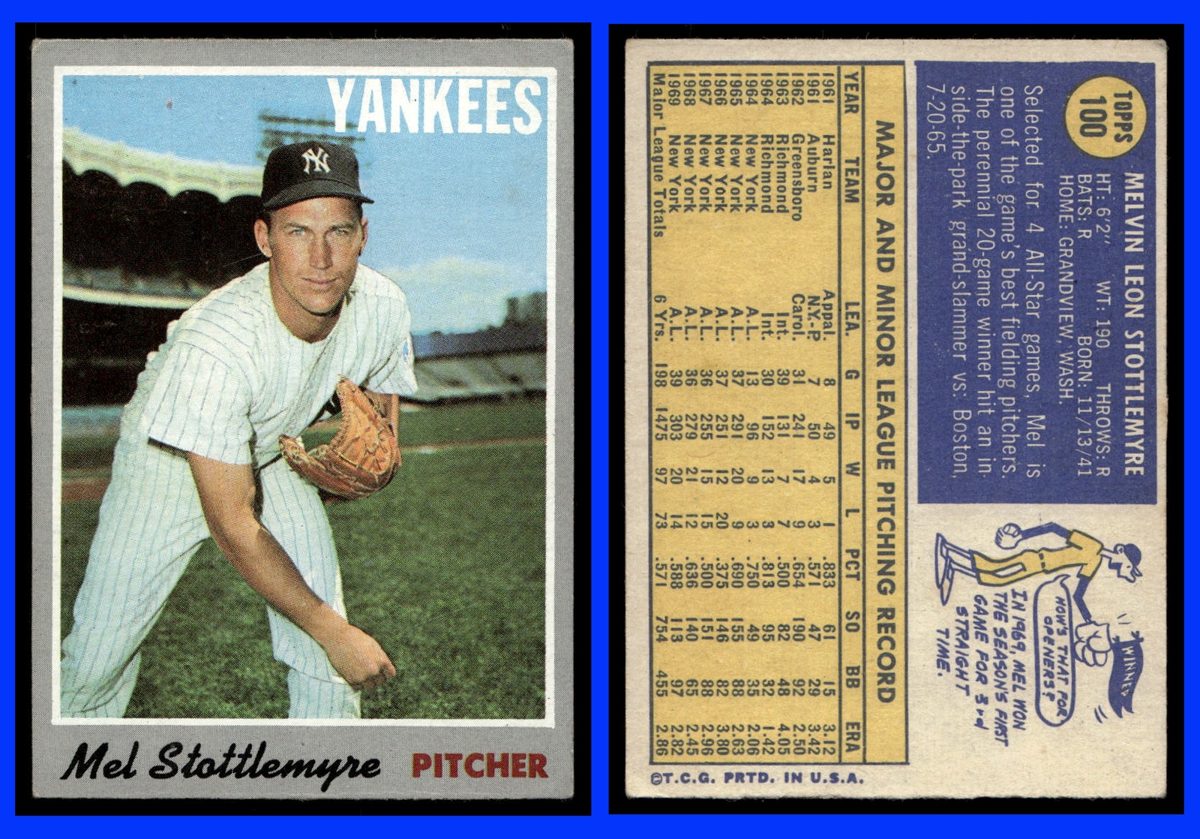 YANKEES
NY
Mel Stottlemyre PITCHER
TOPPS
100
MELVIN LEON STOTTLEMYRE
HT: 6'2" WT: 190 THROWS: R
BATS: R BORN: 11/13/41
HOME: GRANDVIEW, WASH.
Selected for 4 All-Star games, Mel is
one of the game's best fielding pitchers.
The perennial 20-game winner hit an in-
side-the-park grand-slammer vs. Boston,
7-20-65.
WINNER
HOW'S THAT FOR
OPENERS?
IN 1969, MEL WON
THE SEASON'S FIRST
GAME FOR 3rd
STRAIGHT
TIME.
MAJOR AND MINOR LEAGUE PITCHING RECORD
YEAR TEAM LEA. G IP W L PCT SO BB ERA
1961 Harlan Appal. 8 49 5 1 .833 61 15 3.12
1961 Auburn N.Y.-P. 7 50 4 3 .571 47 29 3.42
1962 Greensboro Carol. 31 241 17 9 .654 190 92 2.50
1963 Richmond Int. 39 131 7 7 .500 82 48 4.05
1964 Richmond Int. 30 152 13 3 .813 95 32 1.42
1964 New York A.L. 13 96 9 3 .750 49 35 2.06
1965 New York A.L. 37 291 20 9 .690 155 88 2.63
1966 New York A.L. 37 251 12 20 .375 146 82 3.80
1967 New York A.L. 36 255 15 15 .500 151 88 2.96
1968 New York A.L. 36 279 21 12 .636 140 65 2.45
1969 New York A.L. 39 303 20 14 .588 113 97 2.82
Major League Totals 6 Yrs. 198 1475 97 73 .571 754 455 2.86
©T.C.G. PRTD. IN U.S.A.